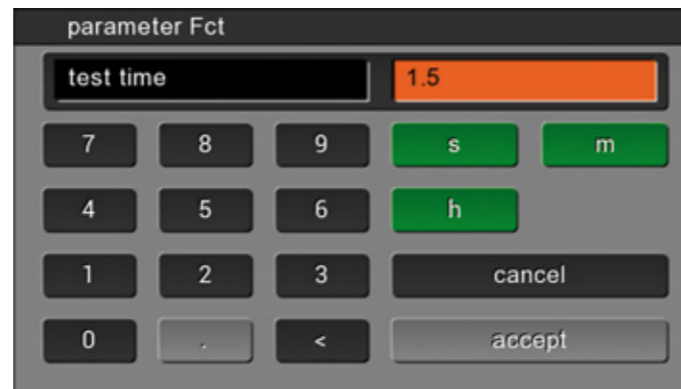 parameter Fct
test time 1.5
7 8 9 s m
4 5 6 h
1 2 3 cancel
0 . < accept